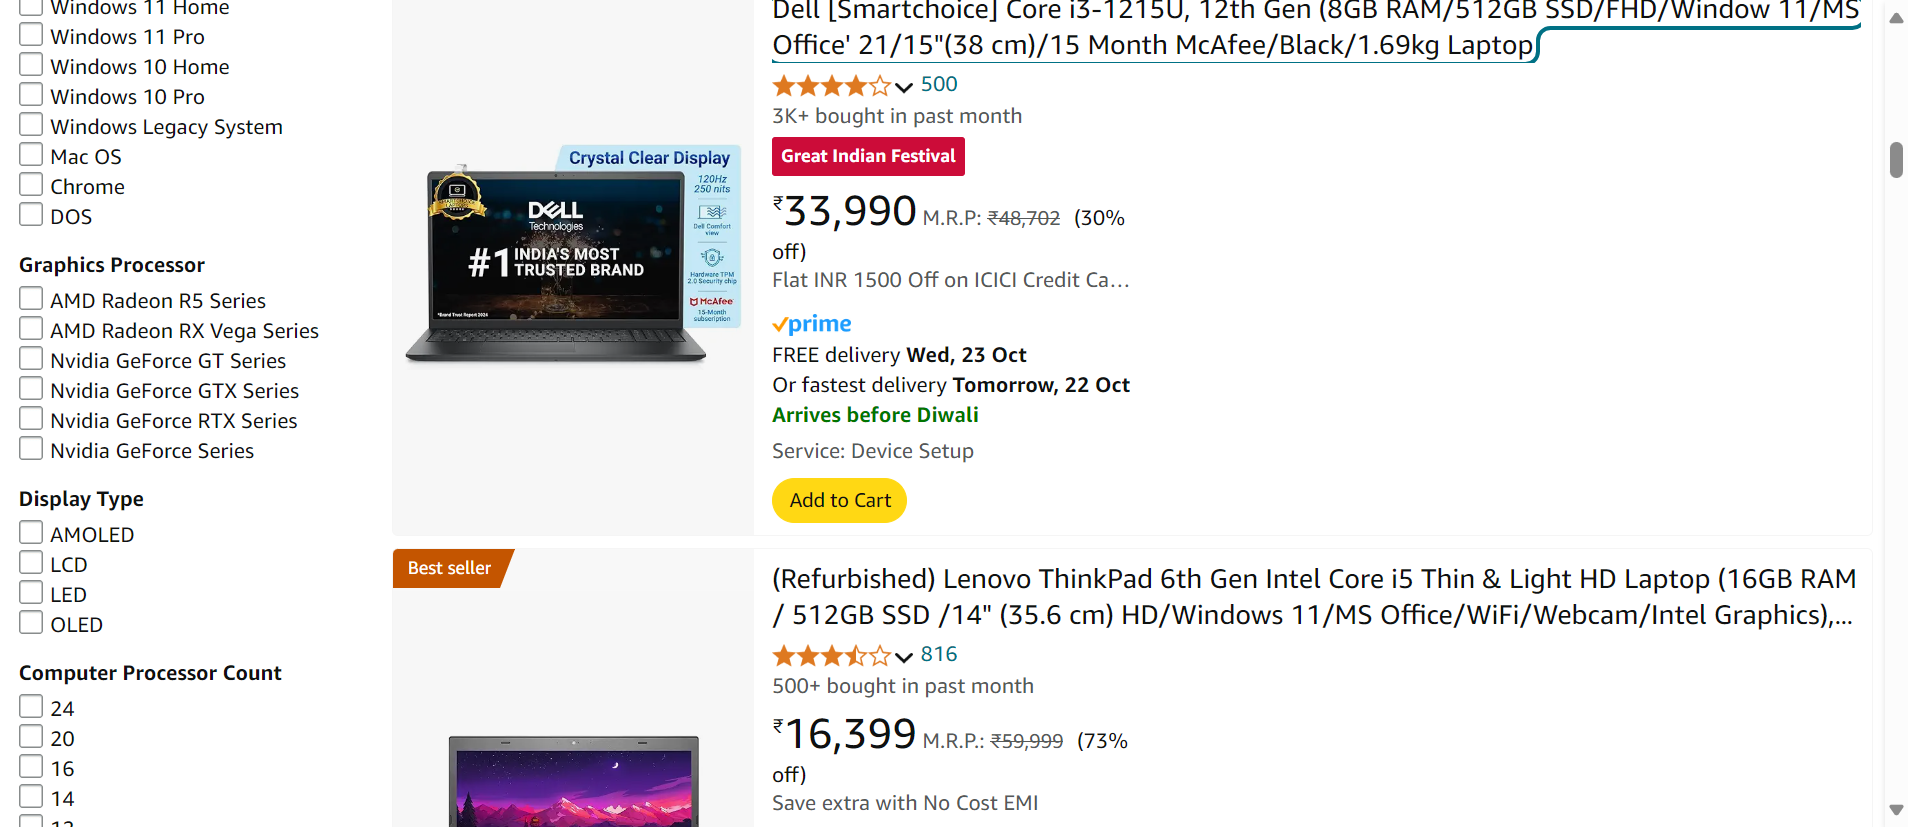 Windows 11 Home
Windows 11 Pro
Windows 10 Home
Windows 10 Pro
Windows Legacy System
Mac OS
Chrome
DOS
Graphics Processor
AMD Radeon R5 Series
AMD Radeon RX Vega Series
Nvidia GeForce GT Series
Nvidia GeForce GTX Series
Nvidia GeForce RTX Series
Nvidia GeForce Series
Display Type
AMOLED
LCD
LED
OLED
Computer Processor Count
24
20
16
14
Crystal Clear Display
120Hz
250 nits
Dell Comfort
view
Hardware TPM
2.0 Security chip
McAfee
15-Month
subscription
DELL
Technologies
#1 INDIA'S MOST
TRUSTED BRAND
*Brand Trust Report 2024
Dell [Smartchoice] Core i3-1215U, 12th Gen (8GB RAM/512GB SSD/FHD/Window 11/MS
Office' 21/15"(38 cm)/15 Month McAfee/Black/1.69kg Laptop
500
3K+ bought in past month
Great Indian Festival
₹33,990 M.R.P: ₹48,702 (30%
off)
Flat INR 1500 Off on ICICI Credit Ca…
prime
FREE delivery Wed, 23 Oct
Or fastest delivery Tomorrow, 22 Oct
Arrives before Diwali
Service: Device Setup
Add to Cart
Best seller
(Refurbished) Lenovo ThinkPad 6th Gen Intel Core i5 Thin & Light HD Laptop (16GB RAM
/ 512GB SSD /14" (35.6 cm) HD/Windows 11/MS Office/WiFi/Webcam/Intel Graphics),...
816
500+ bought in past month
₹16,399 M.R.P.: ₹59,999 (73%
off)
Save extra with No Cost EMI